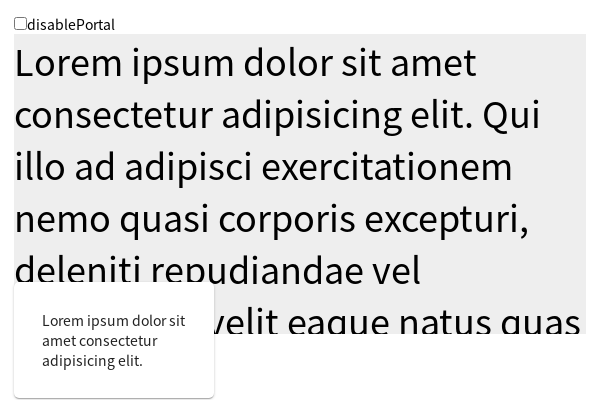 disablePortal
Lorem ipsum dolor sit amet
consectetur adipisicing elit. Qui
illo ad adipisci exercitationem
nemo quasi corporis excepturi,
deleniti repudiandae vel
velit eaque natus quas
Lorem ipsum dolor sit
amet consectetur
adipisicing elit.